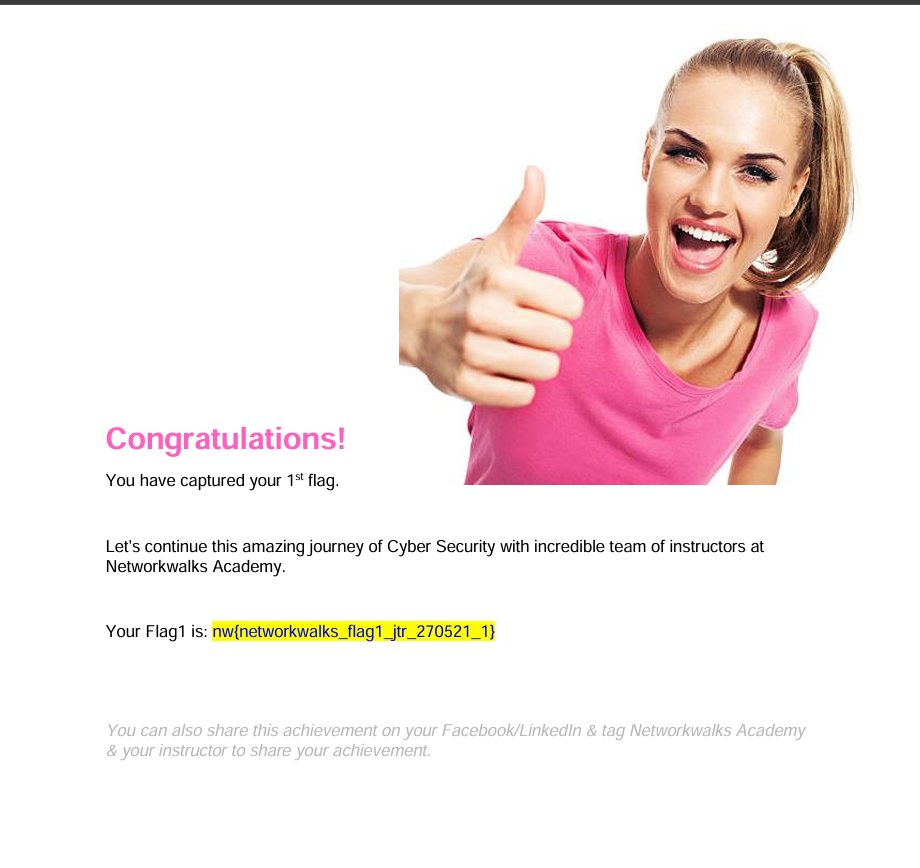 Congratulations!
You have captured your 1st flag.
Let's continue this amazing journey of Cyber Security with incredible team of instructors at
Networkwalks Academy.
Your Flag1 is: nw{networkwalks_flag1_jtr_270521_1}
You can also share this achievement on your Facebook/LinkedIn & tag Networkwalks Academy
& your instructor to share your achievement.